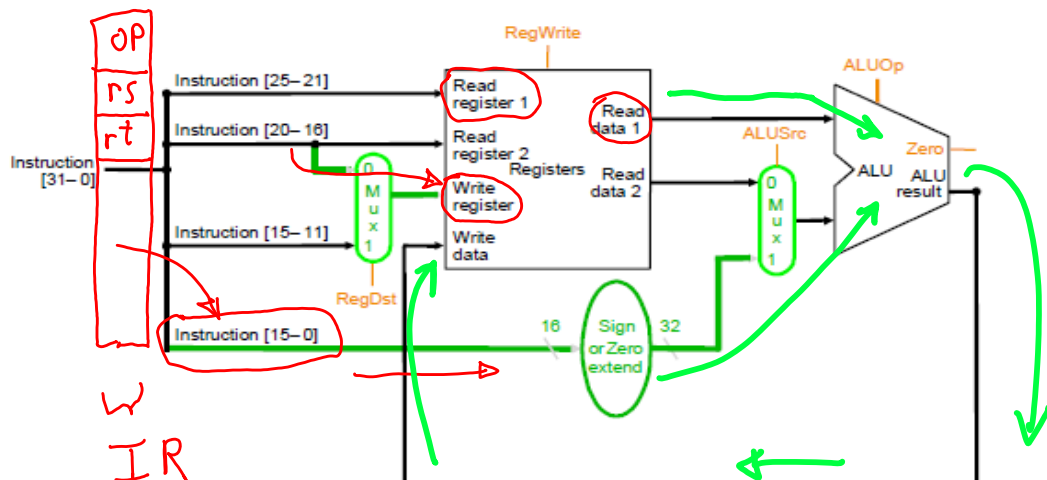 OP
rs
rt
Instruction
[31–0]
Instruction [25–21]
Instruction [20–16]
Instruction [15–11]
Instruction [15–0]
0
M
u
x
1
RegDst
RegWrite
Read
register 1
Read
register 2
Write
register
Write
data
Registers
Read
data 1
Read
data 2
16
Sign
or Zero
extend
32
ALUSrc
0
M
u
x
1
ALUOp
Zero
ALU
ALU
result
IR